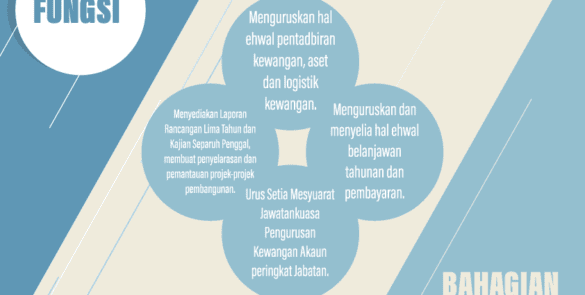 FUNGSI
Menguruskan hal
ehwal pentadbiran
kewangan, aset
dan logistik
kewangan.
Menyediakan Laporan
Rancangan Lima Tahun dan
Kajian Separuh Penggal,
membuat penyelarasan dan
pemantauan projek-projek
pembangunan.
Menguruskan dan
menyelia hal ehwal
belanjawan
tahunan dan
pembayaran.
Urus Setia Mesyuarat
Jawatankuasa
Pengurusan
Kewangan Akaun
peringkat Jabatan.
BAHAGIAN